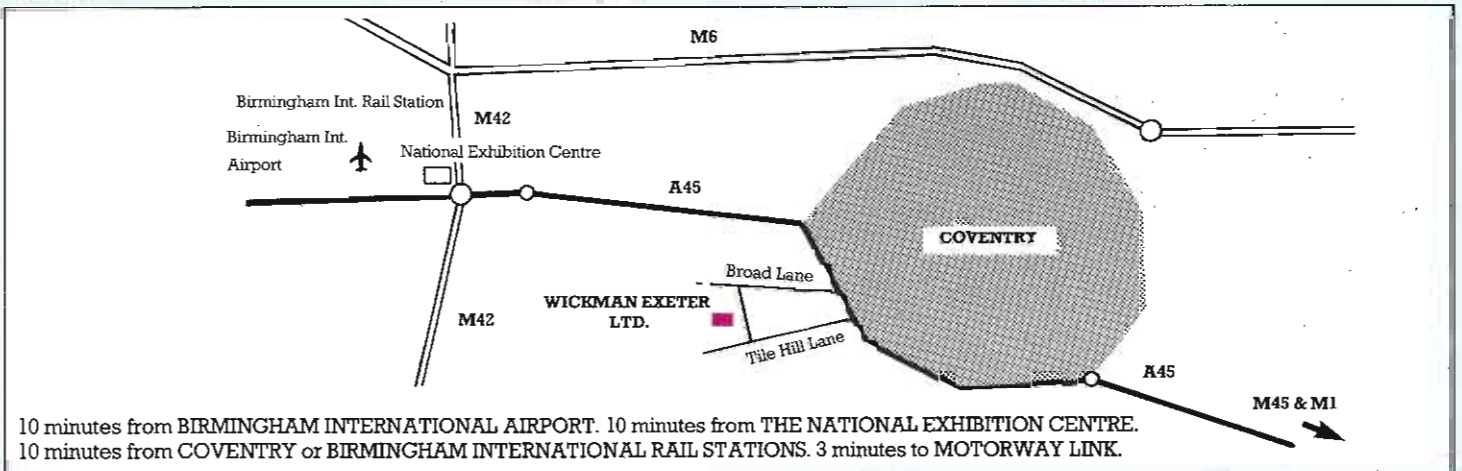 M6
Birmingham Int. Rail Station
M42
Birmingham Int.
Airport
National Exhibition Centre
A45
COVENTRY
Broad Lane
WICKMAN EXETER
LTD.
M42
Tile Hill Lane
A45
M45 & M1
10 minutes from BIRMINGHAM INTERNATIONAL AIRPORT. 10 minutes from THE NATIONAL EXHIBITION CENTRE.
10 minutes from COVENTRY or BIRMINGHAM INTERNATIONAL RAIL STATIONS. 3 minutes to MOTORWAY LINK.